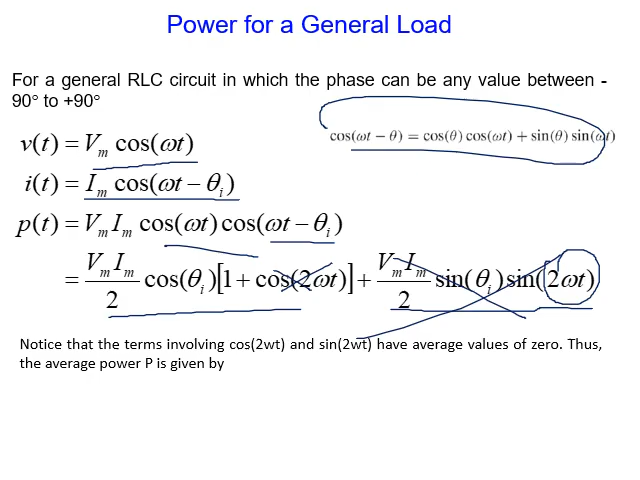 Power for a General Load
For a general RLC circuit in which the phase can be any value between -
90° to +90°
cos(ωt − θ) = cos(θ) cos(ωt) + sin(θ) sin(ωt)
v(t) = V_m cos(ωt)
i(t) = I_m cos(ωt − θ_i)
p(t) = V_m I_m cos(ωt) cos(ωt − θ_i)
= V_m I_m / 2 cos(θ_i)[1 + cos(2ωt)] + V_m I_m / 2 sin(θ_i) sin(2ωt)
Notice that the terms involving cos(2wt) and sin(2wt) have average values of zero. Thus,
the average power P is given by